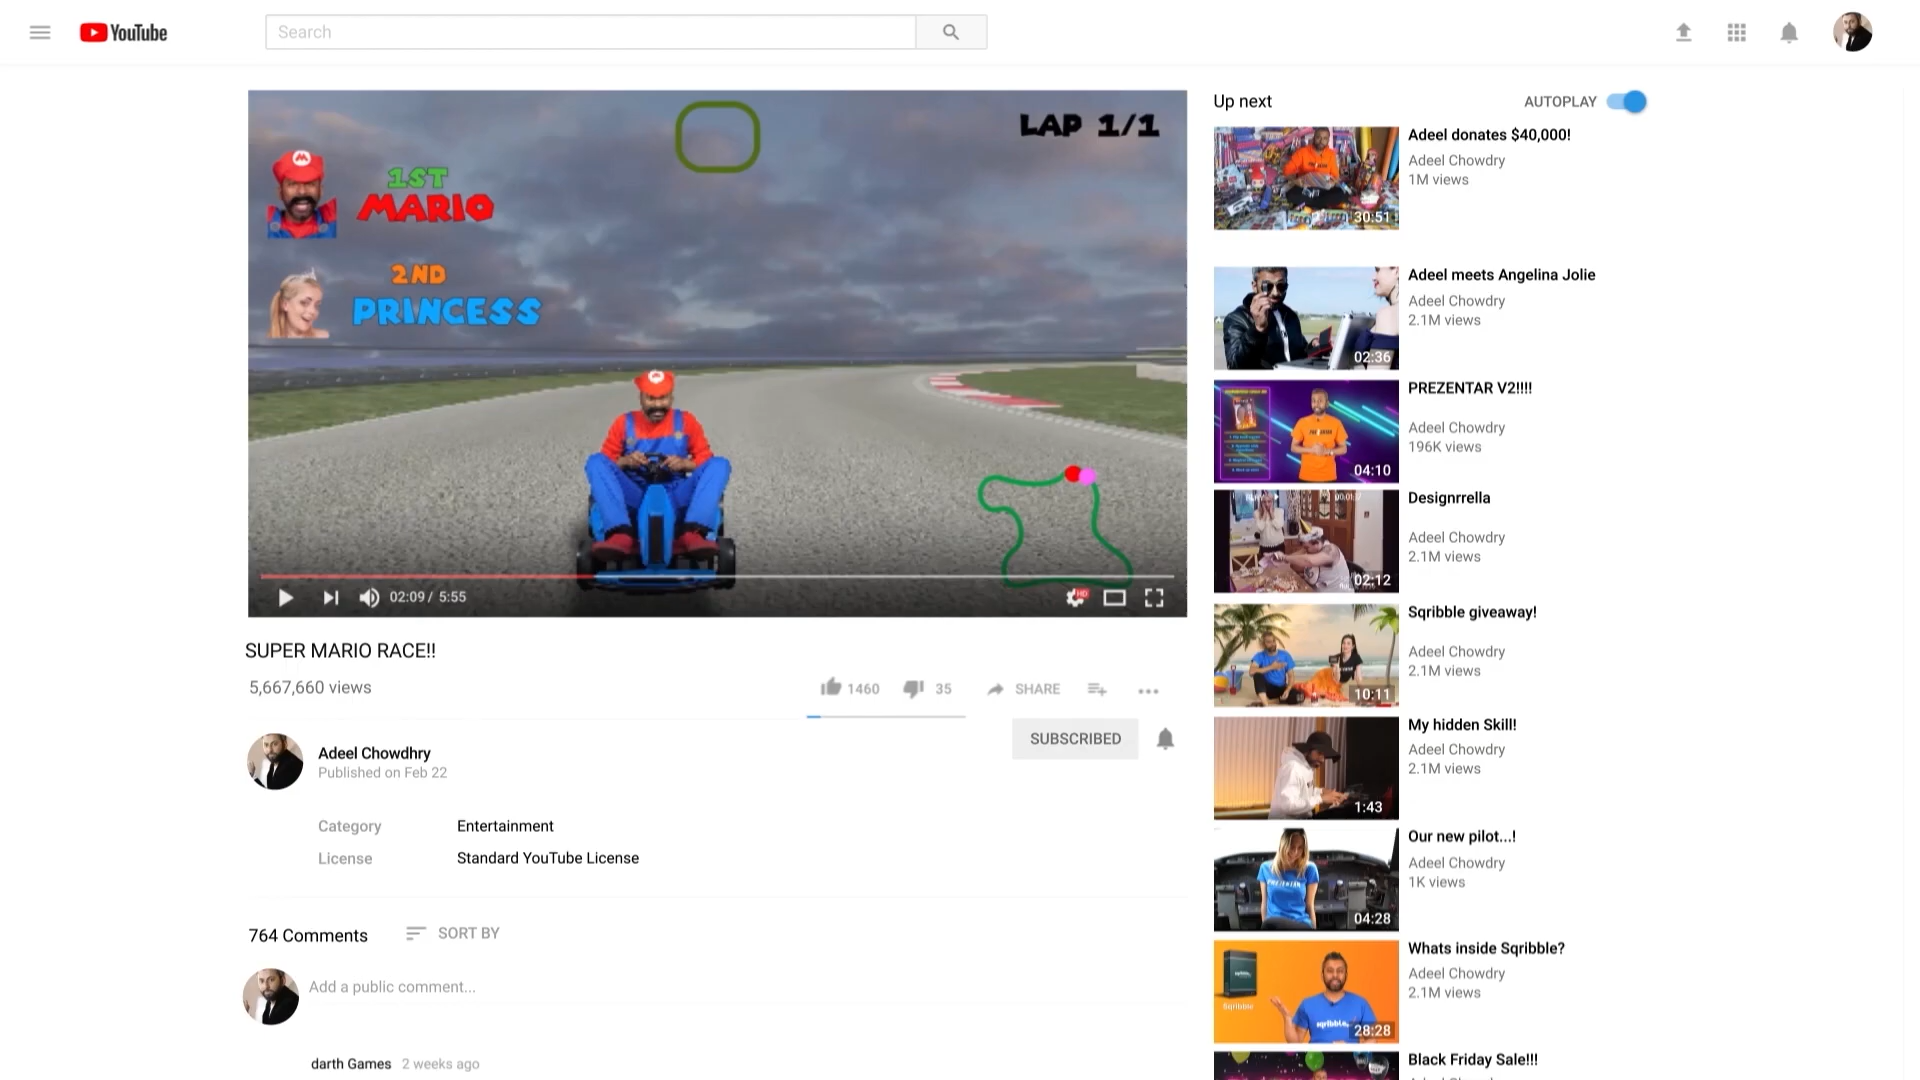 YouTube
Search
LAP 1/1
1ST
MARIO
2ND
PRINCESS
02:09 / 5:55
HD
SUPER MARIO RACE!!
5,667,660 views
1460
35
SHARE
SUBSCRIBED
Adeel Chowdhry
Published on Feb 22
Category
Entertainment
License
Standard YouTube License
764 Comments
SORT BY
Add a public comment...
darth Games 2 weeks ago
Up next
AUTOPLAY
30:51
Adeel donates $40,000!
Adeel Chowdry
1M views
02:36
Adeel meets Angelina Jolie
Adeel Chowdry
2.1M views
04:10
PREZENTAR V2!!!!
Adeel Chowdry
196K views
02:12
Designrrella
Adeel Chowdry
2.1M views
10:11
Sqribble giveaway!
Adeel Chowdry
2.1M views
1:43
My hidden Skill!
Adeel Chowdry
2.1M views
PREZENTAR
04:28
Our new pilot...!
Adeel Chowdry
1K views
Sqribble
sqribble
28:28
Whats inside Sqribble?
Adeel Chowdry
2.1M views
Black Friday Sale!!!